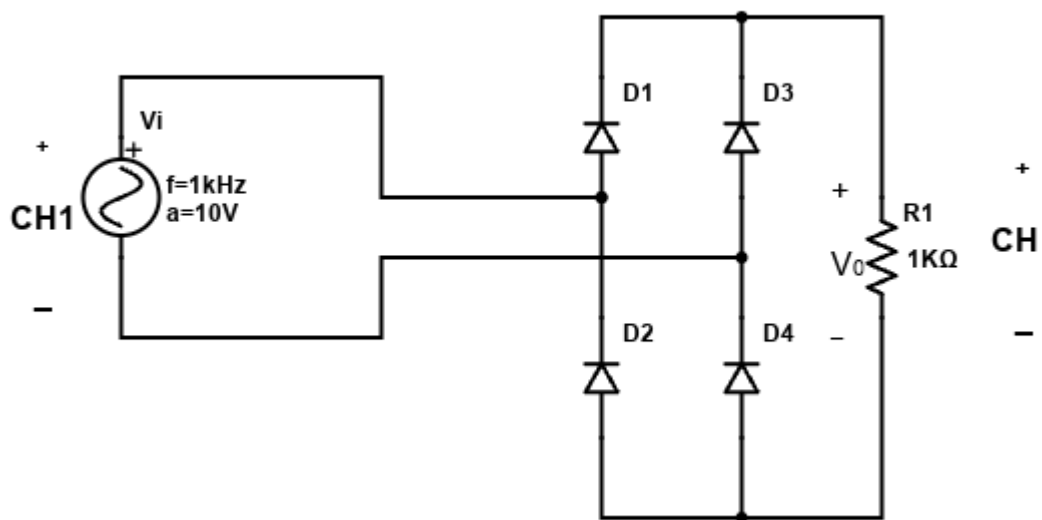 D1
D3
Vi
+
+
f=1kHz
a=10V
CH1
−
+
V0
−
R1
1KΩ
+
CH
−
D2
D4